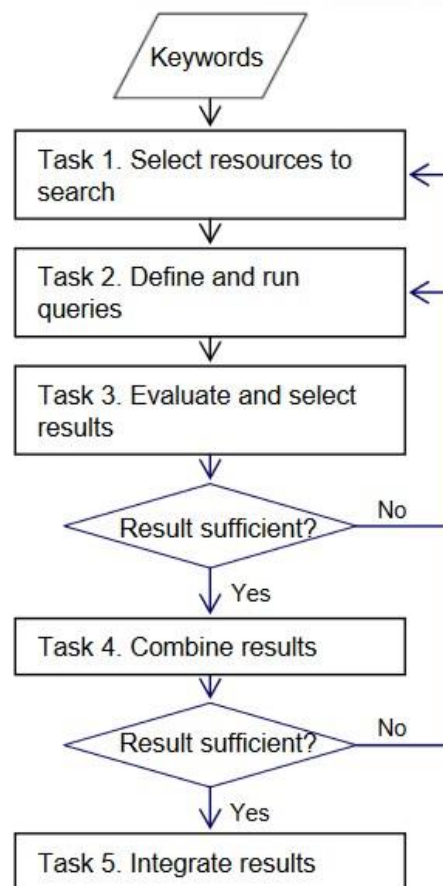 Keywords
Task 1. Select resources to
search
Task 2. Define and run
queries
Task 3. Evaluate and select
results
Result sufficient?
No
Yes
Task 4. Combine results
Result sufficient?
No
Yes
Task 5. Integrate results